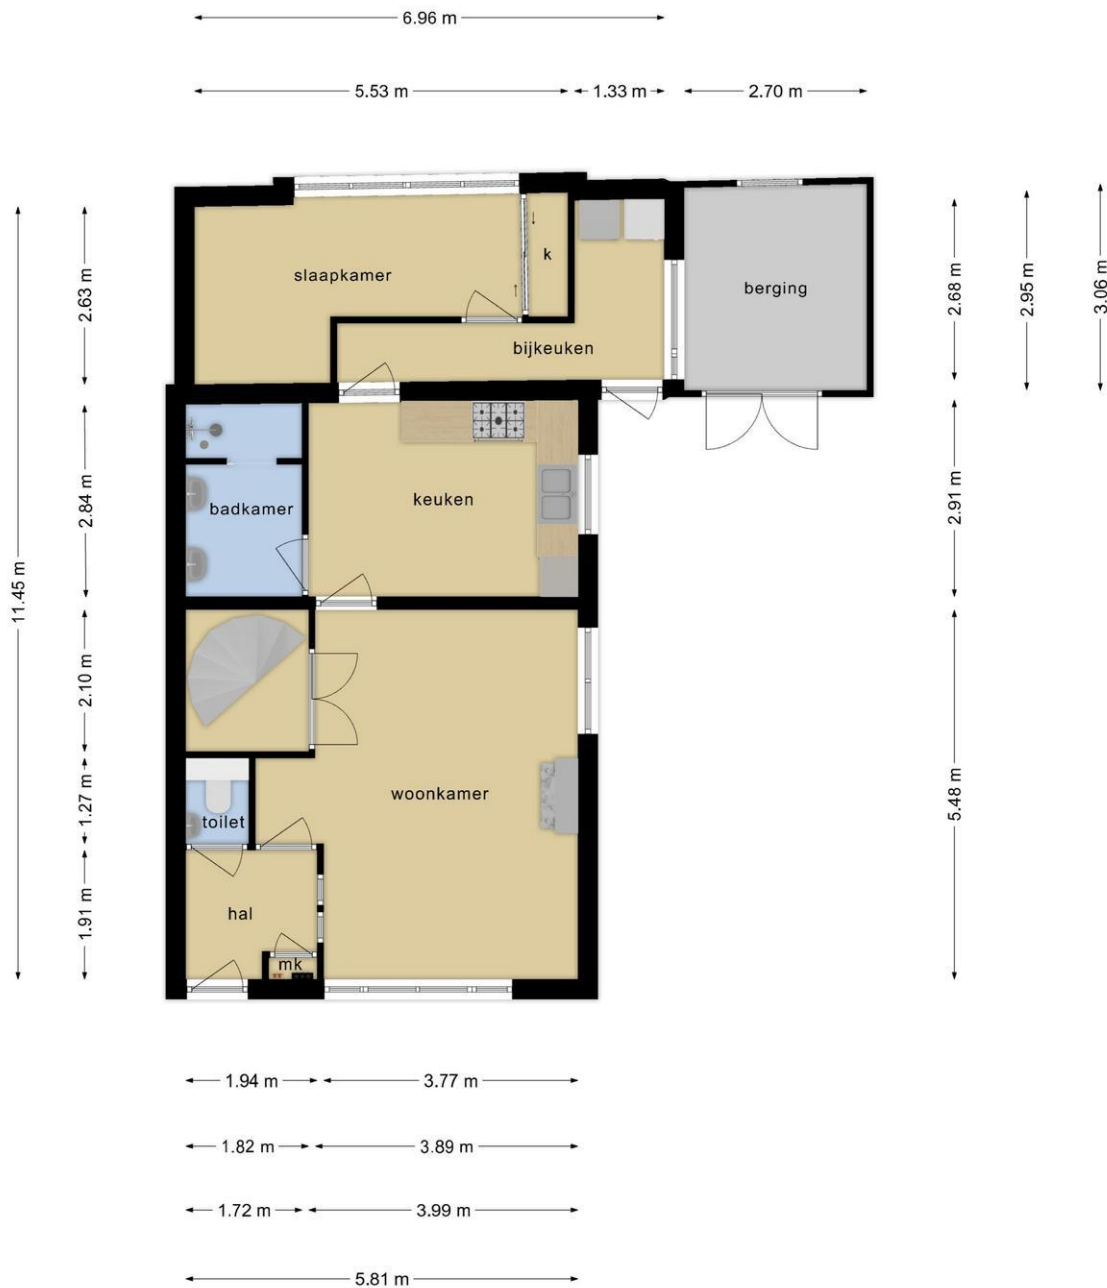 6.96 m
5.53 m
1.33 m
2.70 m
slaapkamer
k
berging
bijkeuken
2.63 m
2.68 m
2.95 m
3.06 m
badkamer
keuken
2.84 m
2.91 m
11.45 m
2.10 m
1.27 m
toilet
woonkamer
5.48 m
1.91 m
hal
mk
1.94 m
3.77 m
1.82 m
3.89 m
1.72 m
3.99 m
5.81 m